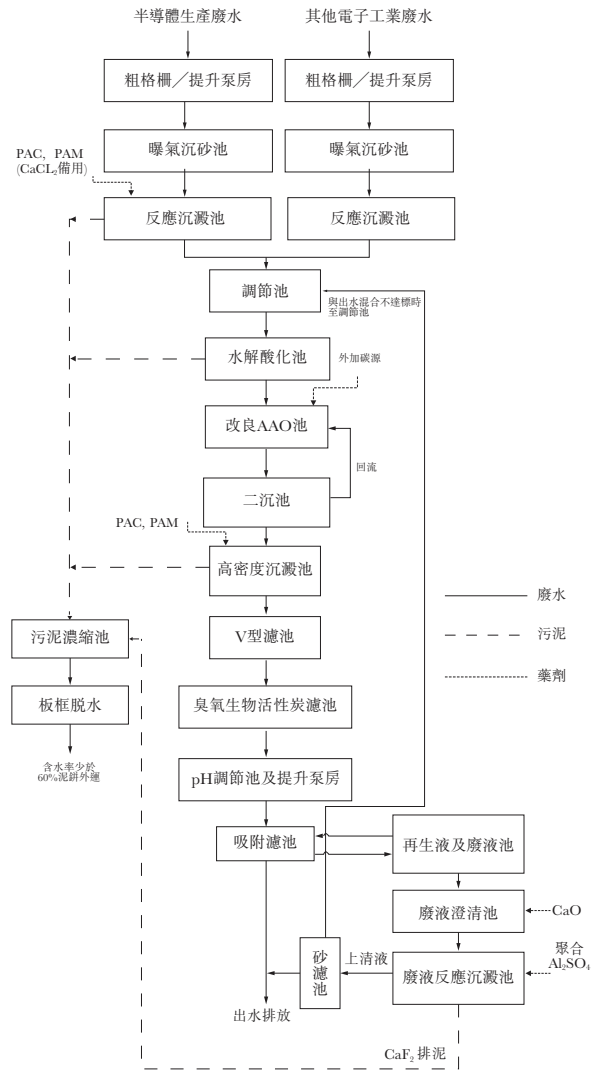 半導體生產廢水
其他電子工業廢水
粗格柵／提升泵房
粗格柵／提升泵房
曝氣沉砂池
曝氣沉砂池
PAC, PAM
(CaCL₂備用)
反應沉澱池
反應沉澱池
調節池
與出水混合不達標時
至調節池
水解酸化池
外加碳源
改良AAO池
回流
二沉池
PAC, PAM
高密度沉澱池
廢水
污泥濃縮池
V型濾池
污泥
藥劑
板框脱水
臭氧生物活性炭濾池
含水率少於
60%泥餅外運
pH調節池及提升泵房
吸附濾池
再生液及廢液池
廢液澄清池
CaO
砂濾池
上清液
廢液反應沉澱池
聚合
Al₂SO₄
出水排放
CaF₂ 排泥